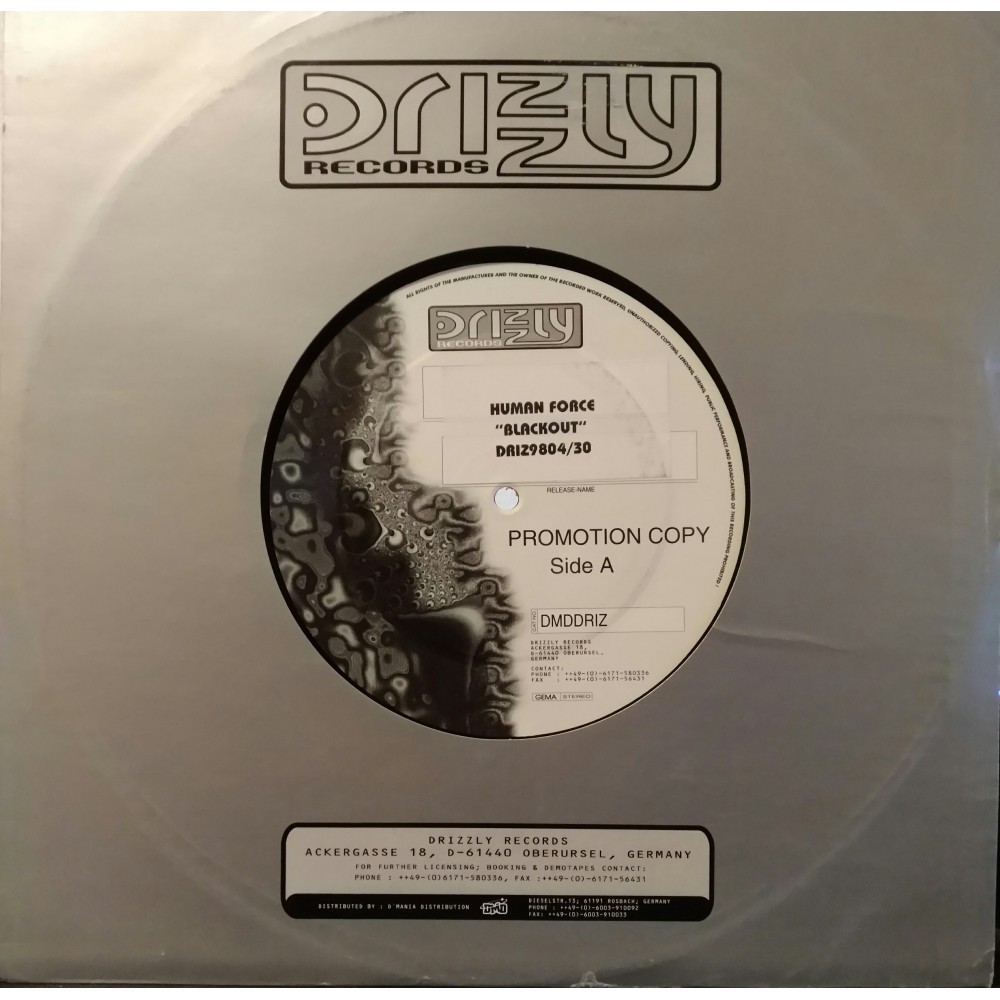 DRIZZLY
RECORDS
ALL RIGHTS OF THE MANUFACTURER AND THE OWNER OF THE RECORDED WORK RESERVED. UNAUTHORIZED COPYING, LENDING, HIRING, PUBLIC PERFORMANCE AND BROADCASTING OF THIS RECORDING PROHIBITED !
DRIZZLY
RECORDS
HUMAN FORCE
"BLACKOUT"
DRIZ9804/30
RELEASE-NAME
PROMOTION COPY
Side A
CAT-NO
DMDDRIZ
DRIZZLY RECORDS
ACKERGASSE 18,
D-61440 OBERURSEL,
GERMANY
CONTACT:
PHONE : ++49-(0)-6171-580336
FAX : ++49-(0)-6171-56431
GEMA STEREO
DRIZZLY RECORDS
ACKERGASSE 18, D-61440 OBERURSEL, GERMANY
FOR FURTHER LICENSING; BOOKING & DEMOTAPES CONTACT:
PHONE : ++49-(0)6171-580336, FAX :++49-(0)-6171-56431
DISTRIBUTED BY : D'MANIA DISTRIBUTION
DIESELSTR.13; 61191 ROSBACH; GERMANY
PHONE : ++49-(0)-6003-910092
FAX: ++49-(0)-6003-910033